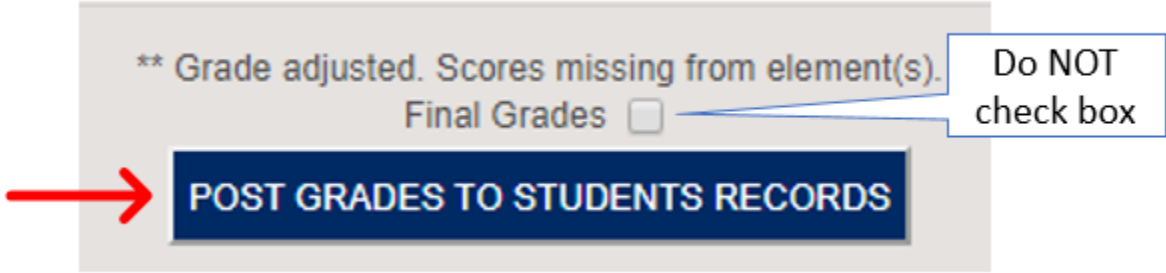 ** Grade adjusted. Scores missing from element(s).
Final Grades
Do NOT
check box
POST GRADES TO STUDENTS RECORDS